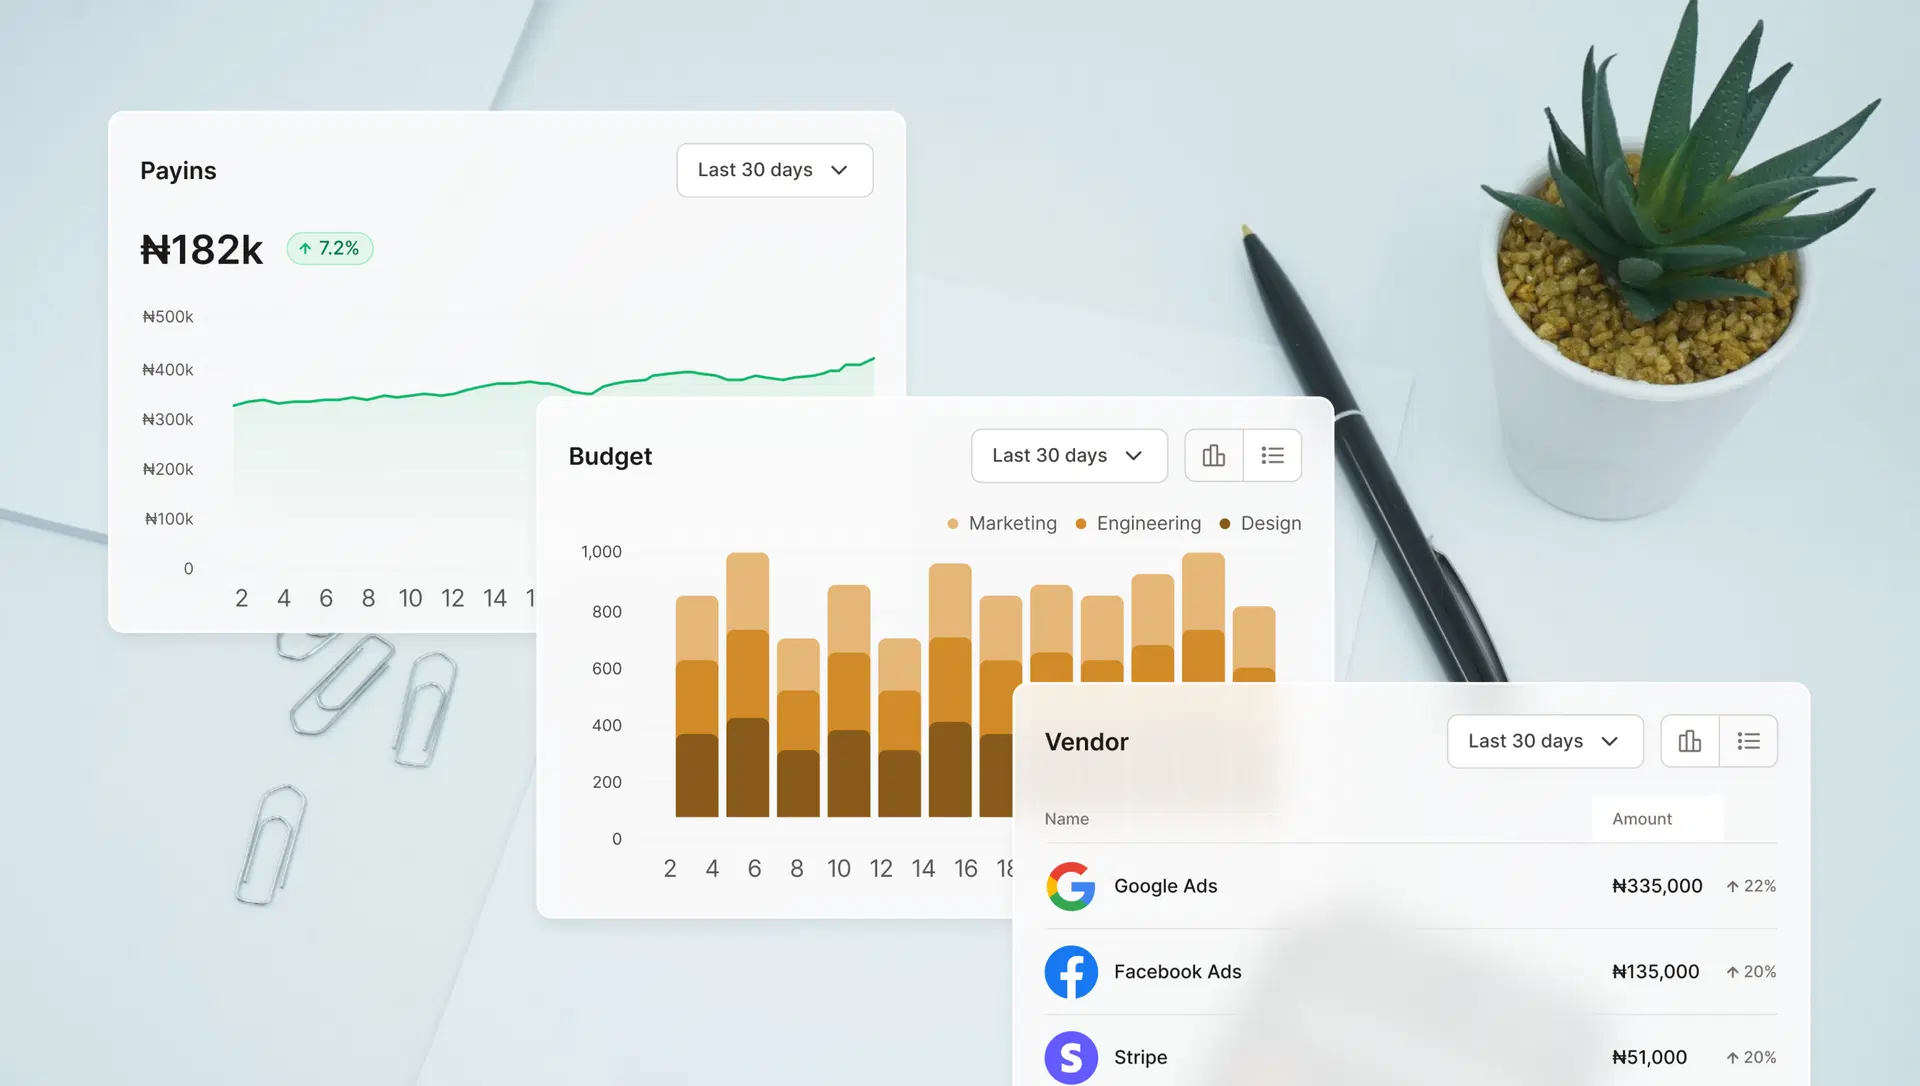 Payins
Last 30 days
₦182k
7.2%
₦500k
₦400k
₦300k
₦200k
₦100k
0
2 4 6 8 10 12 14
Budget
Last 30 days
Marketing Engineering Design
1,000
800
600
400
200
0
2 4 6 8 10 12 14 16 18
Vendor
Last 30 days
Name Amount
Google Ads ₦335,000 22%
Facebook Ads ₦135,000 20%
Stripe ₦51,000 20%